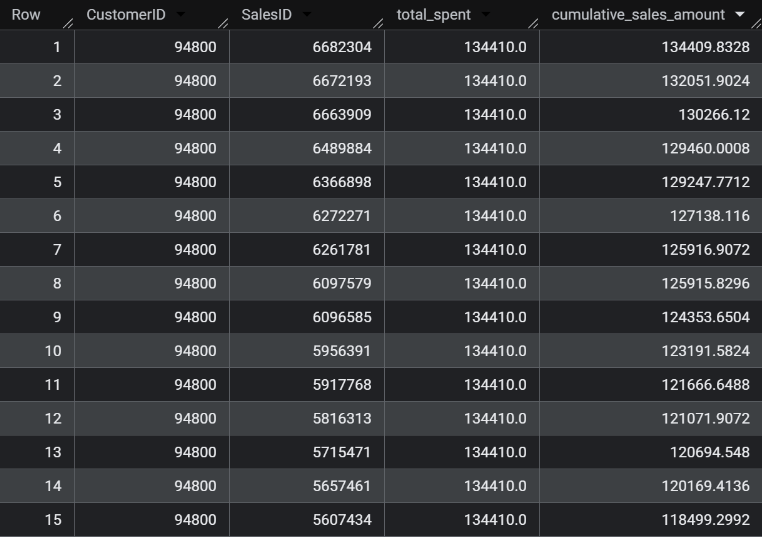 Row CustomerID SalesID total_spent cumulative_sales_amount
1 94800 6682304 134410.0 134409.8328
2 94800 6672193 134410.0 132051.9024
3 94800 6663909 134410.0 130266.12
4 94800 6489884 134410.0 129460.0008
5 94800 6366898 134410.0 129247.7712
6 94800 6272271 134410.0 127138.116
7 94800 6261781 134410.0 125916.9072
8 94800 6097579 134410.0 125915.8296
9 94800 6096585 134410.0 124353.6504
10 94800 5956391 134410.0 123191.5824
11 94800 5917768 134410.0 121666.6488
12 94800 5816313 134410.0 121071.9072
13 94800 5715471 134410.0 120694.548
14 94800 5657461 134410.0 120169.4136
15 94800 5607434 134410.0 118499.2992